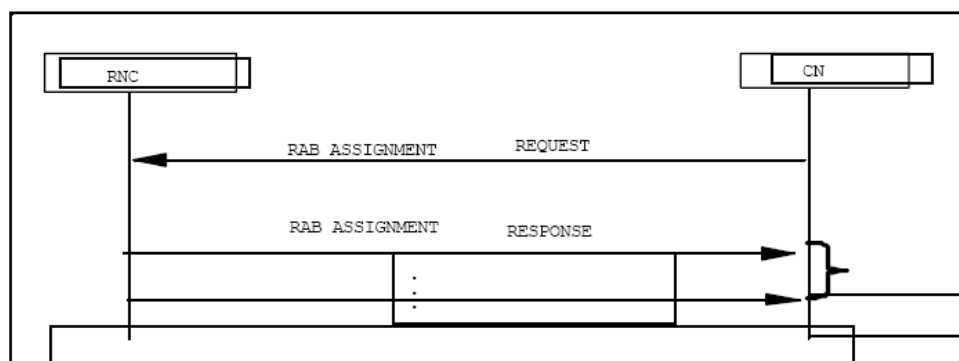 RNC
CN
RAB ASSIGNMENT REQUEST
RAB ASSIGNMENT RESPONSE